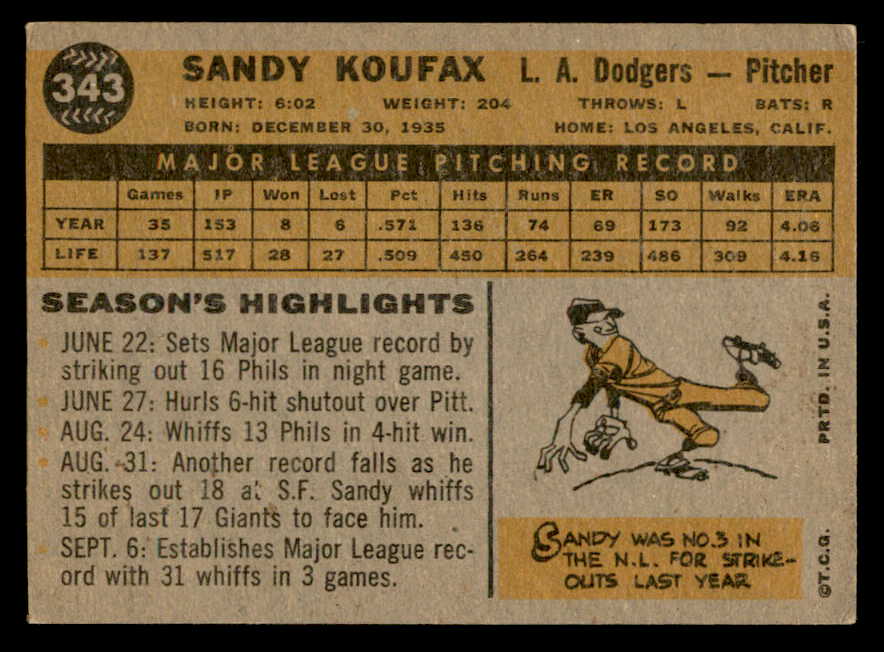 343
SANDY KOUFAX L. A. Dodgers — Pitcher
HEIGHT: 6:02 WEIGHT: 204 THROWS: L BATS: R
BORN: DECEMBER 30, 1935 HOME: LOS ANGELES, CALIF.
MAJOR LEAGUE PITCHING RECORD
Games IP Won Lost Pct Hits Runs ER SO Walks ERA
YEAR 35 153 8 6 .571 136 74 69 173 92 4.06
LIFE 137 517 28 27 .509 450 264 239 486 309 4.16
SEASON'S HIGHLIGHTS
• JUNE 22: Sets Major League record by
striking out 16 Phils in night game.
• JUNE 27: Hurls 6-hit shutout over Pitt.
• AUG. 24: Whiffs 13 Phils in 4-hit win.
• AUG. 31: Another record falls as he
strikes out 18 at S.F. Sandy whiffs
15 of last 17 Giants to face him.
• SEPT. 6: Establishes Major League rec-
ord with 31 whiffs in 3 games.
SANDY WAS NO.3 IN
THE N.L. FOR STRIKE-
OUTS LAST YEAR
©T.C.G. PRTD. IN U.S.A.